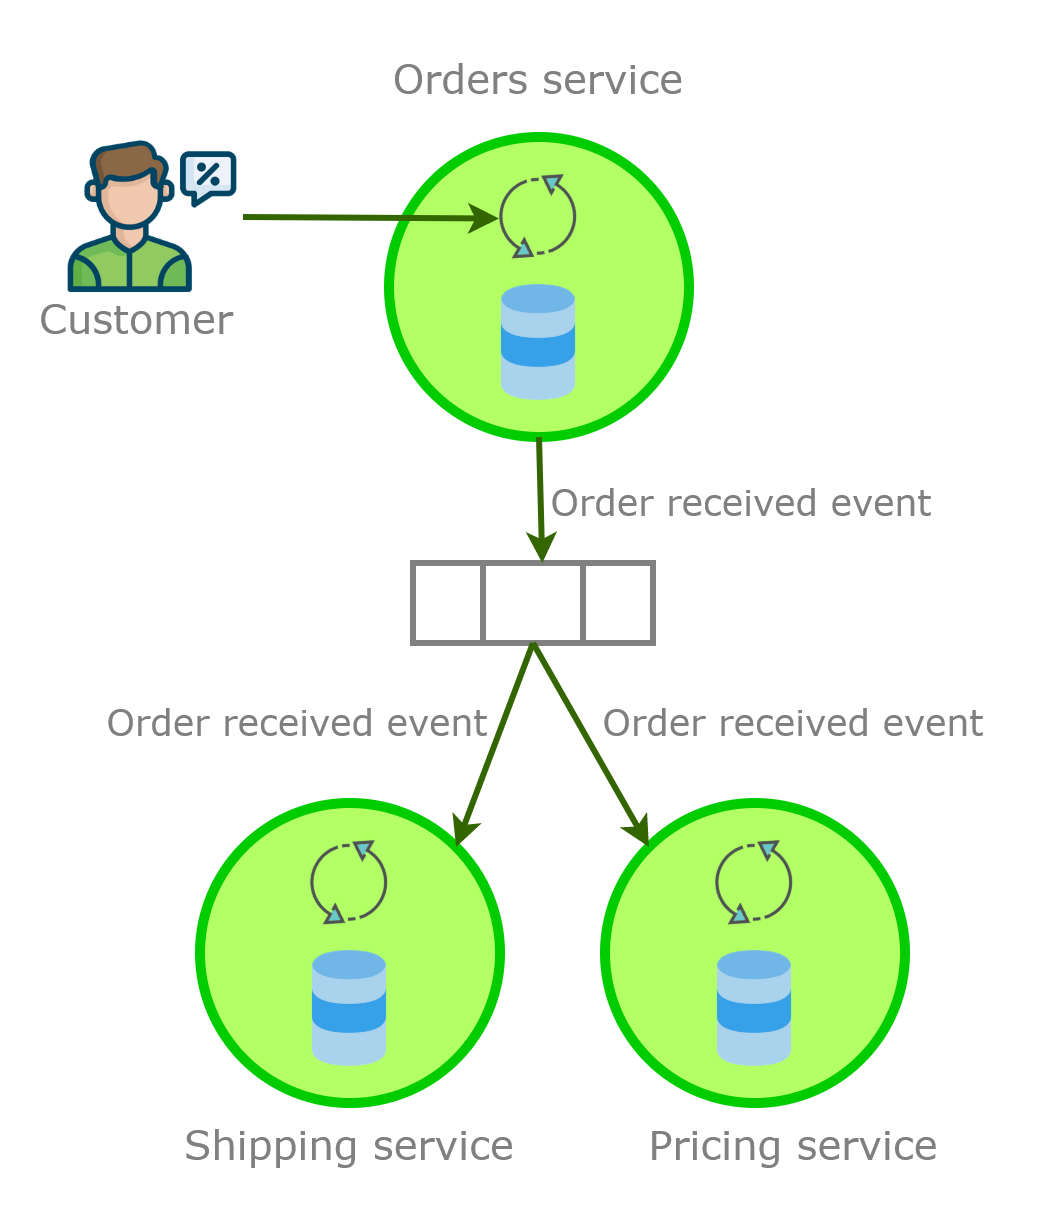 Orders service
Customer
Order received event
Order received event
Order received event
Shipping service
Pricing service